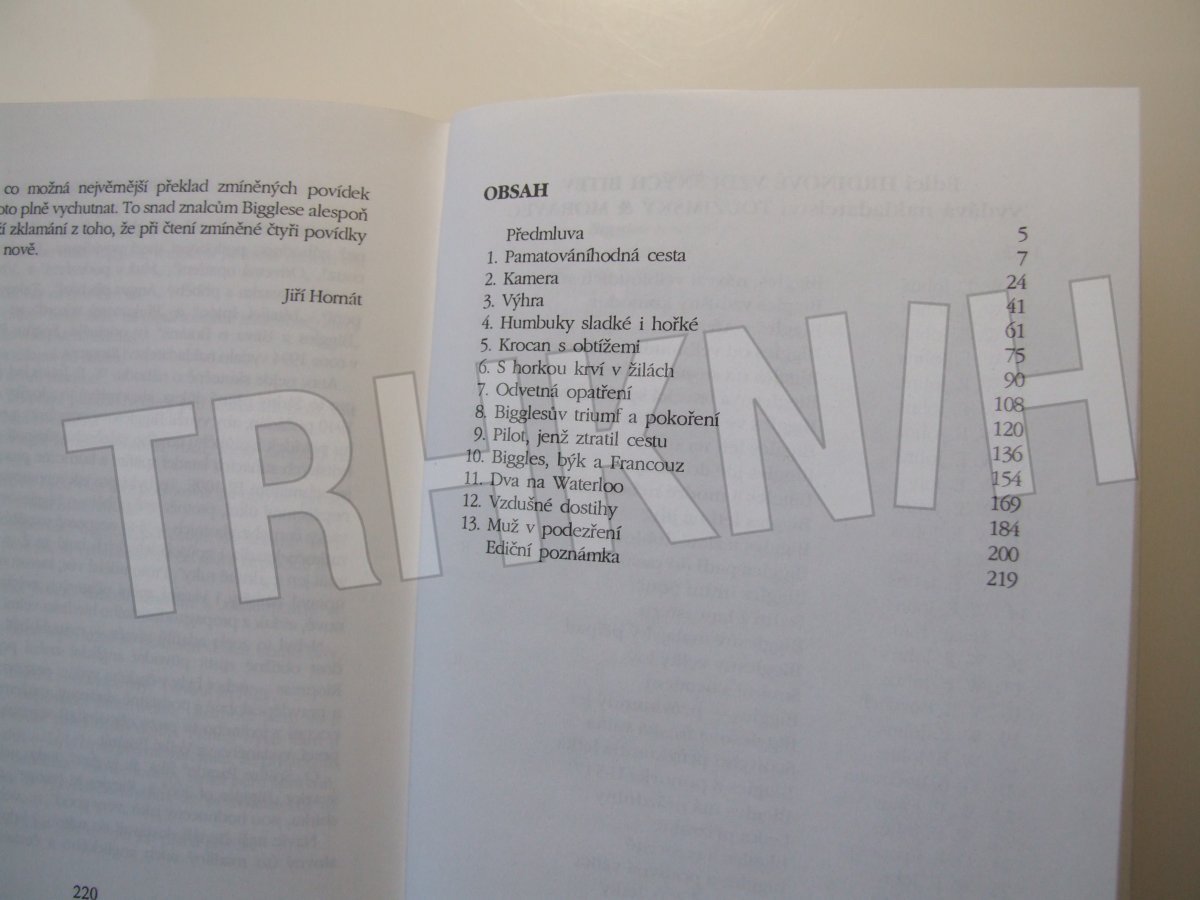 co možná nejvěrnější překlad zmíněných povídek
oto plně vychutnat. To snad znalcům Bigglese alespoň
ší zklamání z toho, že při čtení zmíněné čtyři povídky
nově.
Jiří Hornát
220
OBSAH
Předmluva 5
1. Pamatováníhodná cesta 7
2. Kamera 24
3. Výhra 41
4. Humbuky sladké i hořké 61
5. Krocan s obtížemi 75
6. S horkou krví v žilách 90
7. Odvetná opatření 108
8. Bigglesův triumf a pokoření 120
9. Pilot, jenž ztratil cestu 136
10. Biggles, býk a Francouz 154
11. Dva na Waterloo 169
12. Vzdušné dostihy 184
13. Muž v podezření 200
Ediční poznámka 219
TRHKNIH